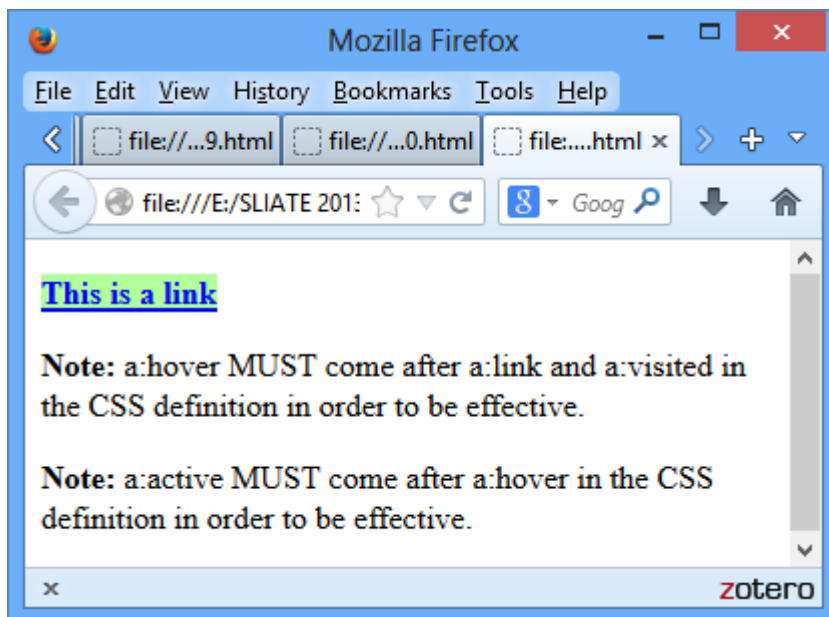 Mozilla Firefox
File Edit View History Bookmarks Tools Help
file://...9.html file://...0.html file:....html
file:///E:/SLIATE 2013 8 Goog
This is a link
Note: a:hover MUST come after a:link and a:visited in
the CSS definition in order to be effective.
Note: a:active MUST come after a:hover in the CSS
definition in order to be effective.
zotero